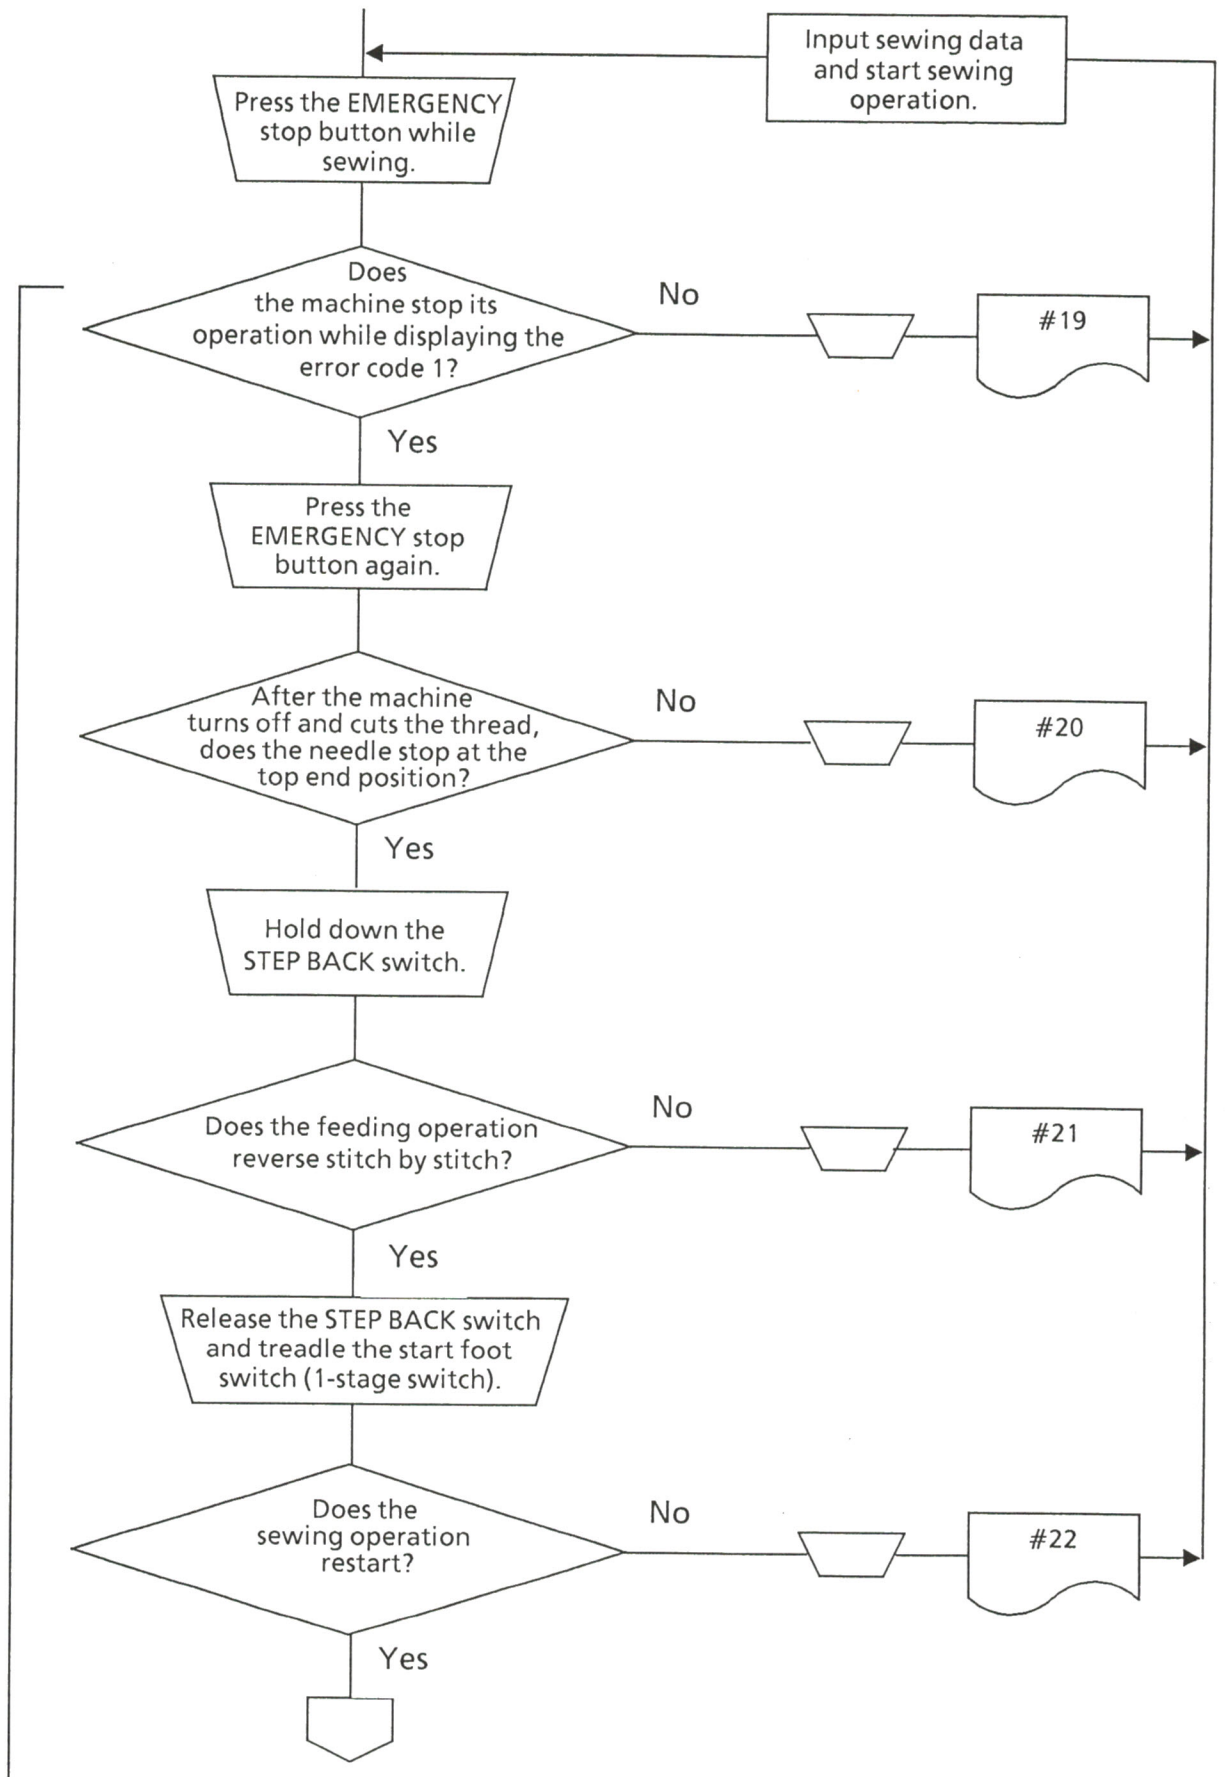 Input sewing data
and start sewing
operation.
Press the EMERGENCY
stop button while
sewing.
Does
the machine stop its
operation while displaying the
error code 1?
No
#19
Yes
Press the
EMERGENCY stop
button again.
After the machine
turns off and cuts the thread,
does the needle stop at the
top end position?
No
#20
Yes
Hold down the
STEP BACK switch.
Does the feeding operation
reverse stitch by stitch?
No
#21
Yes
Release the STEP BACK switch
and treadle the start foot
switch (1-stage switch).
Does the
sewing operation
restart?
No
#22
Yes